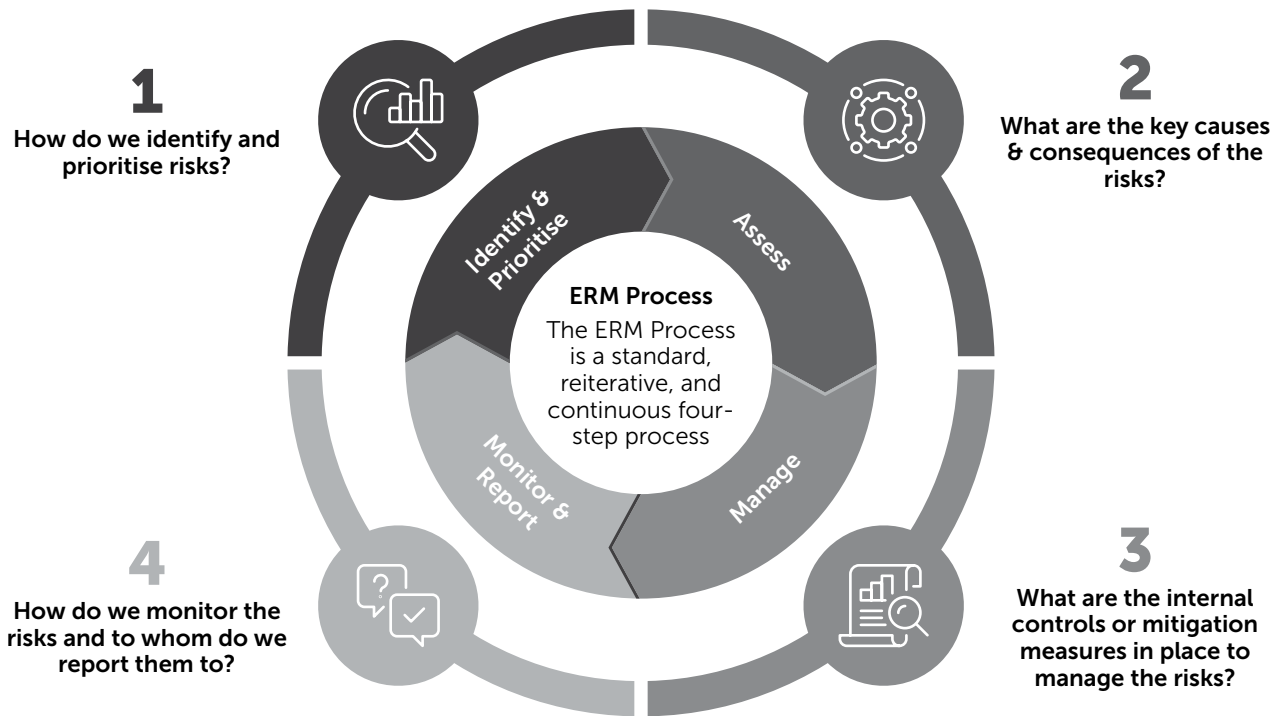 1
How do we identify and
prioritise risks?
2
What are the key causes
& consequences of the
risks?
Identify &
Prioritise
Assess
ERM Process
The ERM Process
is a standard,
reiterative, and
continuous four-
step process
Monitor &
Report
Manage
4
How do we monitor the
risks and to whom do we
report them to?
3
What are the internal
controls or mitigation
measures in place to
manage the risks?
?